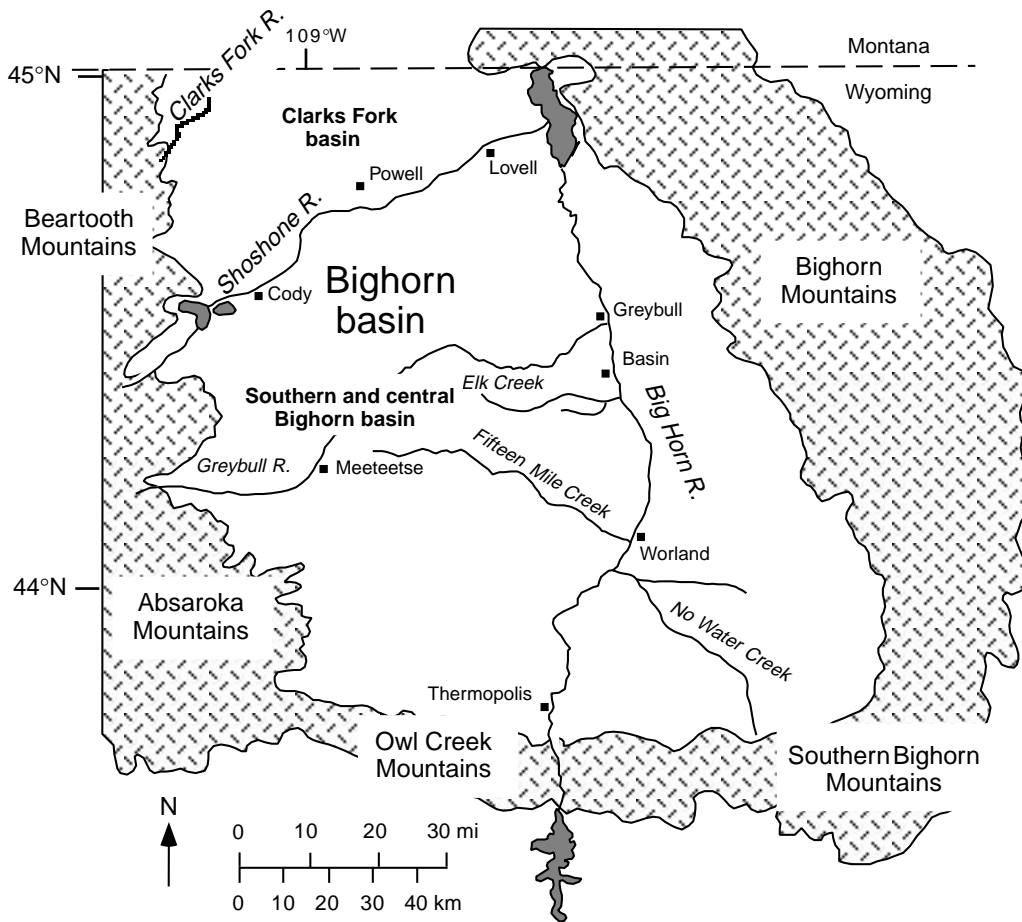 Clarks Fork R.
109°W
45°N
Montana
Wyoming
Clarks Fork
basin
Powell
Lovell
Beartooth
Mountains
Shoshone R.
Cody
Bighorn
basin
Bighorn
Mountains
Greybull
Basin
Elk Creek
Southern and central
Bighorn basin
Big Horn R.
Greybull R.
Meeteetse
Fifteen Mile Creek
Worland
44°N
Absaroka
Mountains
No Water Creek
Thermopolis
Owl Creek
Mountains
Southern Bighorn
Mountains
N
0 10 20 30 mi
0 10 20 30 40 km